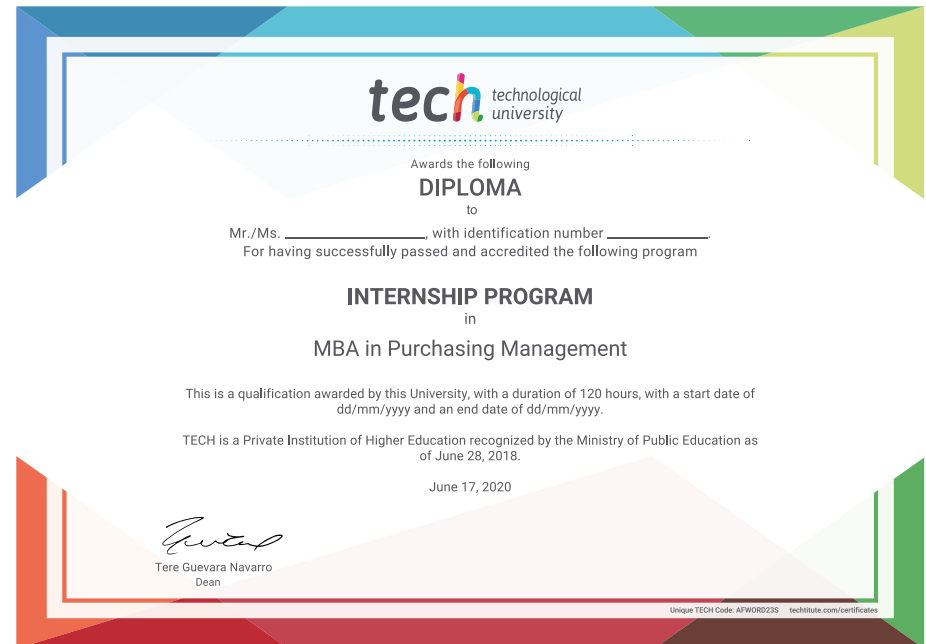 tech technological
university
Awards the following
DIPLOMA
to
Mr./Ms. ____________________, with identification number ______________.
For having successfully passed and accredited the following program
INTERNSHIP PROGRAM
in
MBA in Purchasing Management
This is a qualification awarded by this University, with a duration of 120 hours, with a start date of
dd/mm/yyyy and an end date of dd/mm/yyyy.
TECH is a Private Institution of Higher Education recognized by the Ministry of Public Education as
of June 28, 2018.
June 17, 2020
Tere Guevara Navarro
Dean
Unique TECH Code: AFWORD23S techtitute.com/certificates